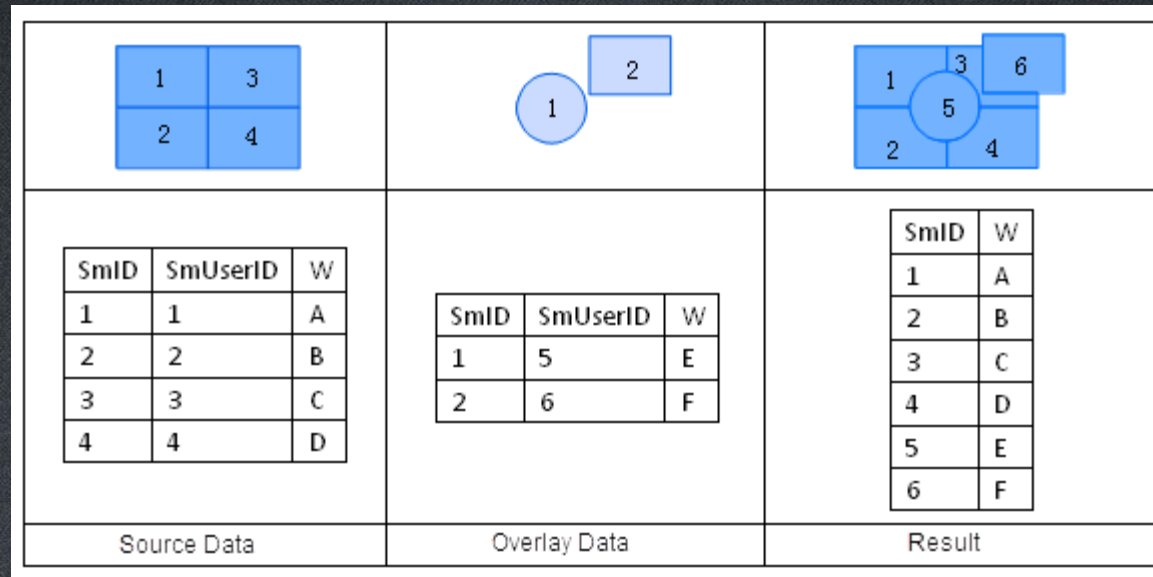 1 3
2 4
2
1
1 3 6
5
2 4
SmID SmUserID W
1 1 A
2 2 B
3 3 C
4 4 D
SmID SmUserID W
1 5 E
2 6 F
SmID W
1 A
2 B
3 C
4 D
5 E
6 F
Source Data Overlay Data Result